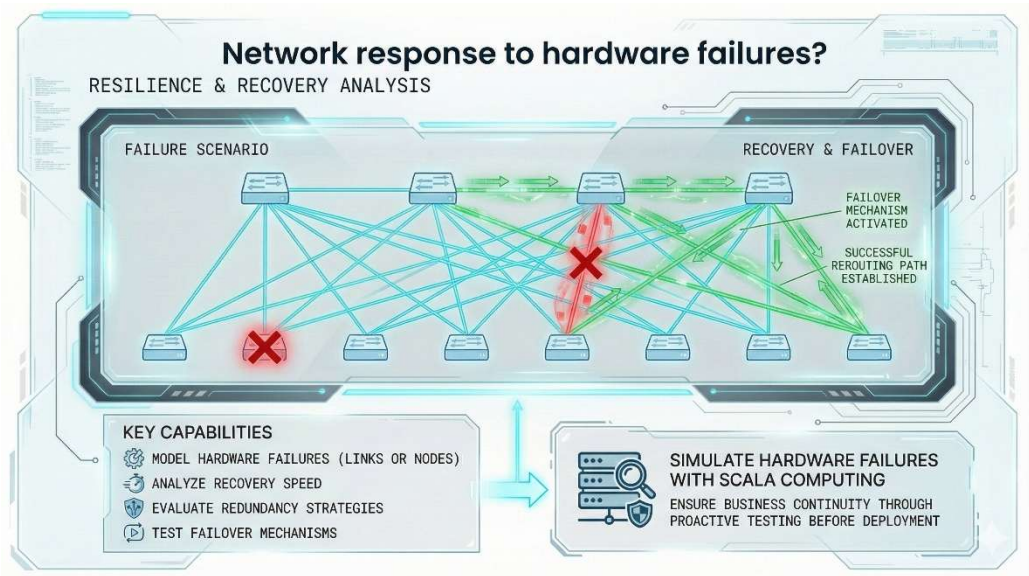 Network response to hardware failures?
RESILIENCE & RECOVERY ANALYSIS
FAILURE SCENARIO
RECOVERY & FAILOVER
FAILOVER
MECHANISM
ACTIVATED
SUCCESSFUL
REROUTING PATH
ESTABLISHED
KEY CAPABILITIES
MODEL HARDWARE FAILURES (LINKS OR NODES)
ANALYZE RECOVERY SPEED
EVALUATE REDUNDANCY STRATEGIES
TEST FAILOVER MECHANISMS
SIMULATE HARDWARE FAILURES
WITH SCALA COMPUTING
ENSURE BUSINESS CONTINUITY THROUGH
PROACTIVE TESTING BEFORE DEPLOYMENT